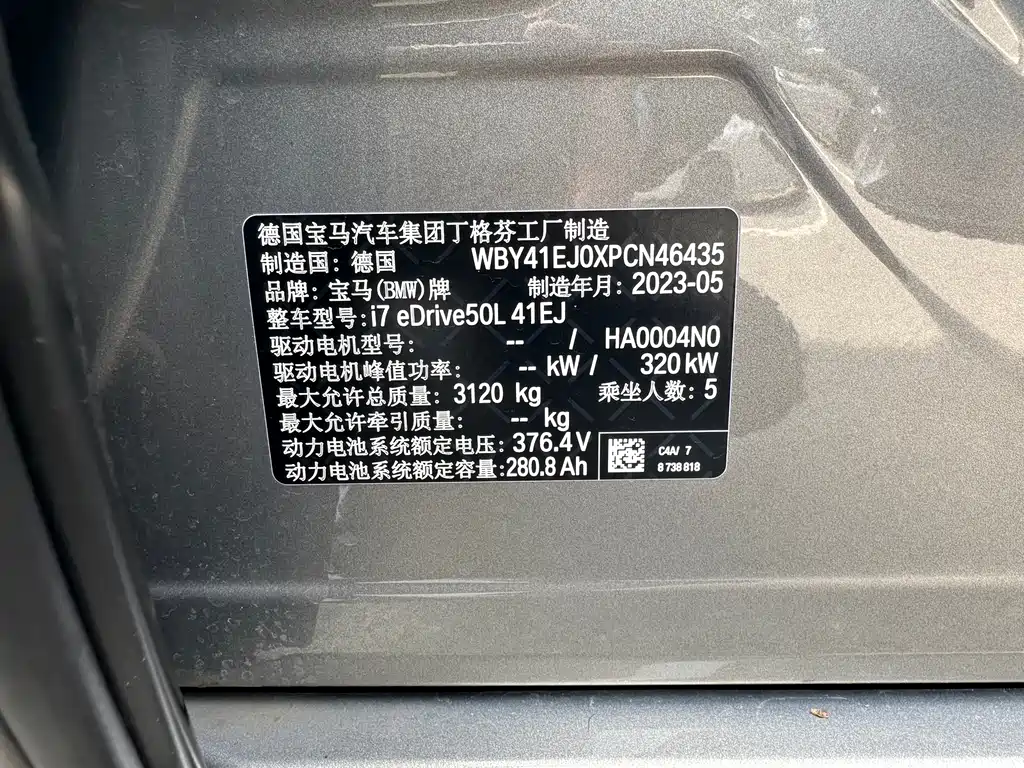 德国宝马汽车集团丁格芬工厂制造
制造国：德国 WBY41EJ0XPCN46435
品牌：宝马(BMW)牌 制造年月：2023-05
整车型号：i7 eDrive50L 41EJ
驱动电机型号： -- / HA0004N0
驱动电机峰值功率： -- kW / 320 kW
最大允许总质量： 3120 kg 乘坐人数：5
最大允许牵引质量： -- kg
动力电池系统额定电压：376.4 V
动力电池系统额定容量：280.8 Ah
C4A/ 7
8 738 818